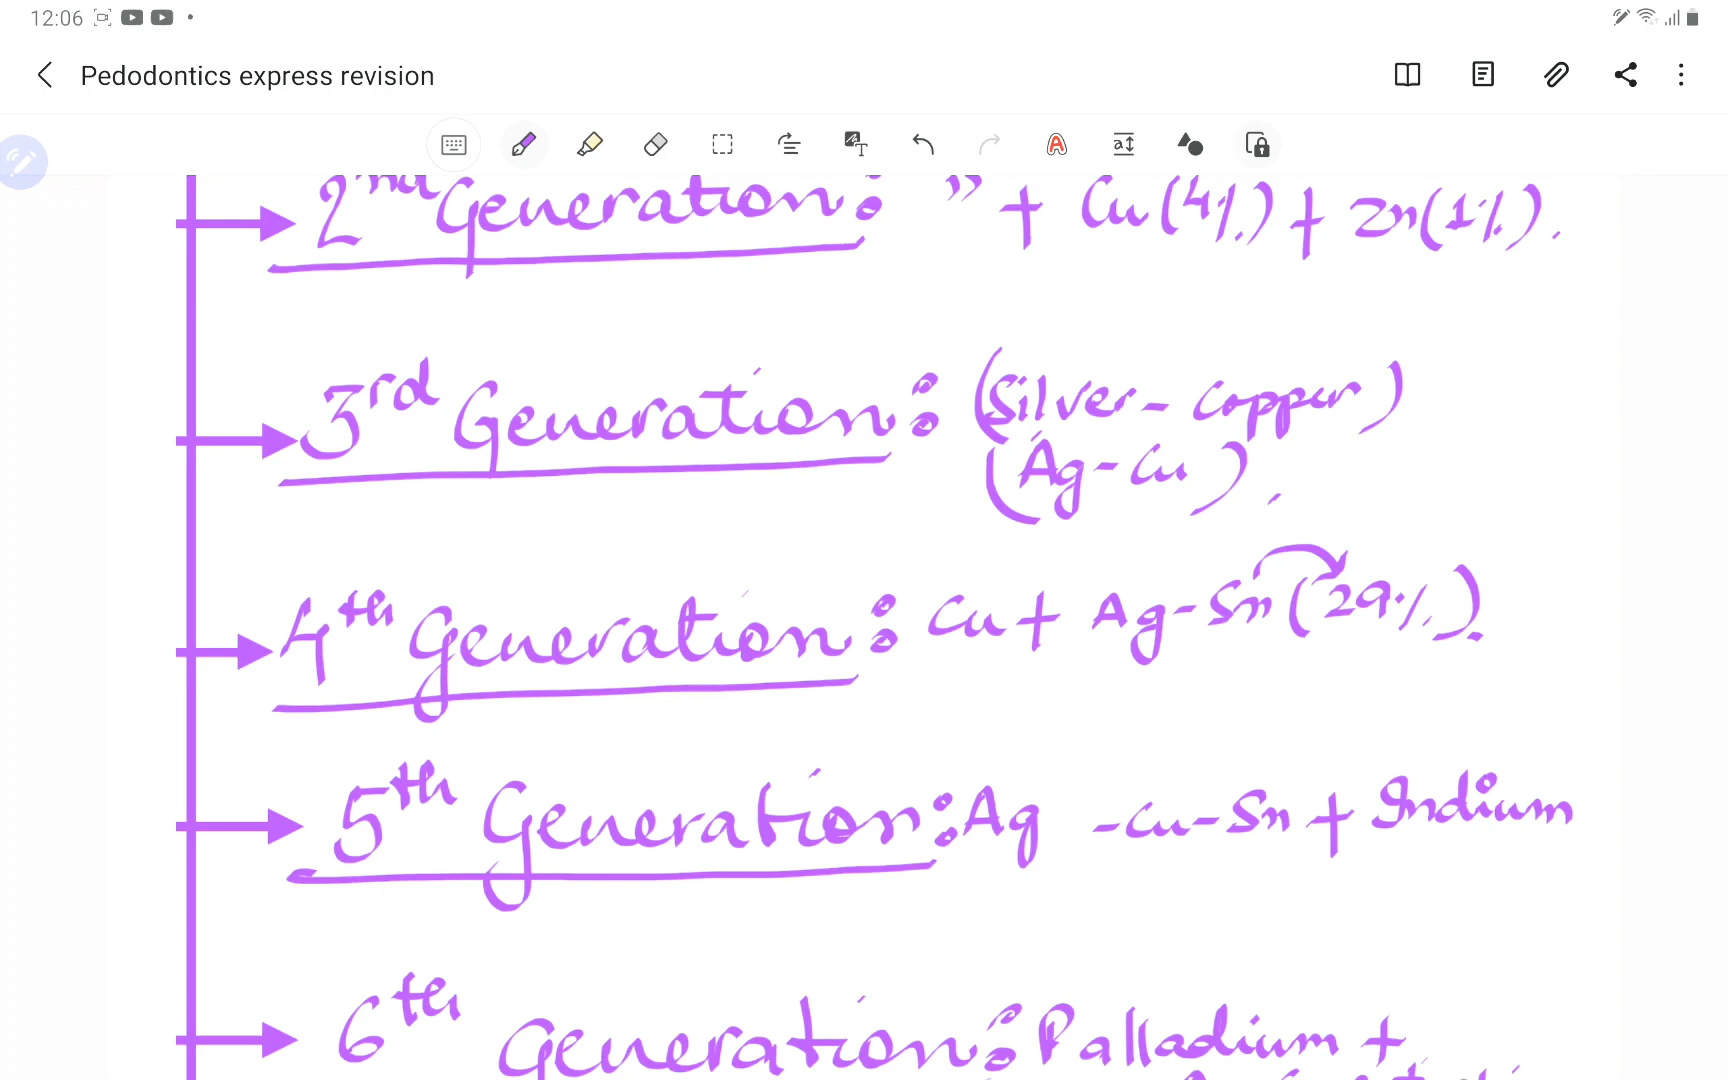 12:06
Pedodontics express revision
2nd Generation: " + Cu (4%) + Zn (1%).
3rd Generation: (Silver-Copper)
(Ag-Cu).
4th Generation: Cu + Ag-Sn (29%).
5th Generation: Ag -Cu-Sn + Indium
6th Generation: Palladium +